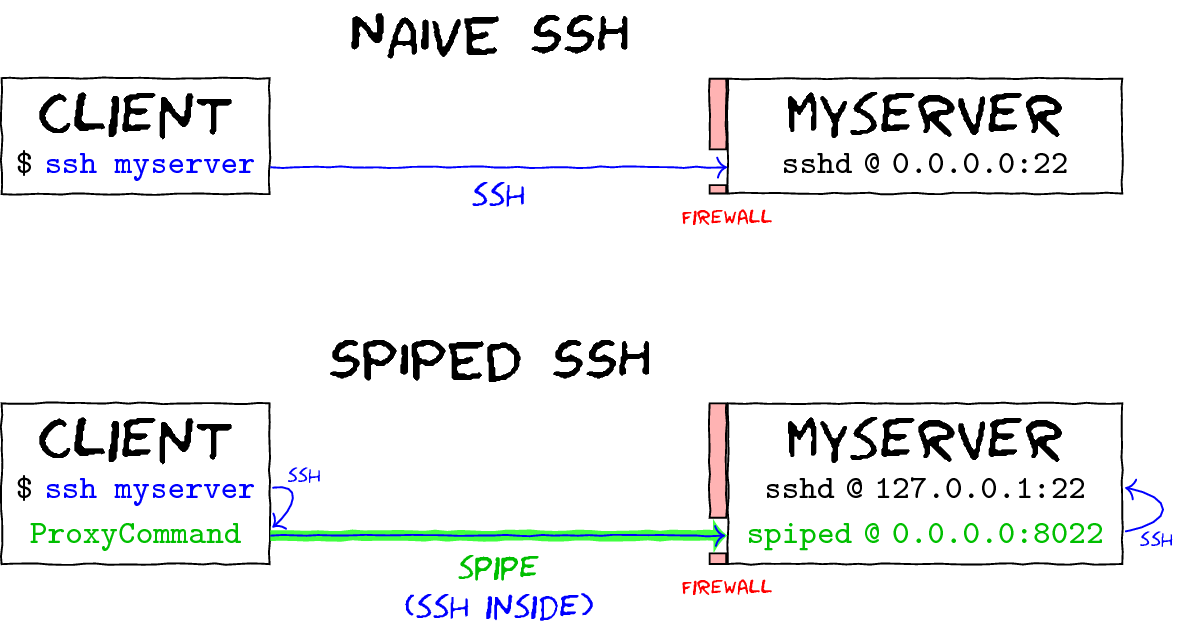 NAIVE SSH
CLIENT
$ ssh myserver
SSH
MYSERVER
sshd @ 0.0.0.0:22
FIREWALL
SPIPED SSH
CLIENT
$ ssh myserver
SSH
ProxyCommand
SPIPE
(SSH INSIDE)
MYSERVER
sshd @ 127.0.0.1:22
spiped @ 0.0.0.0:8022
SSH
FIREWALL